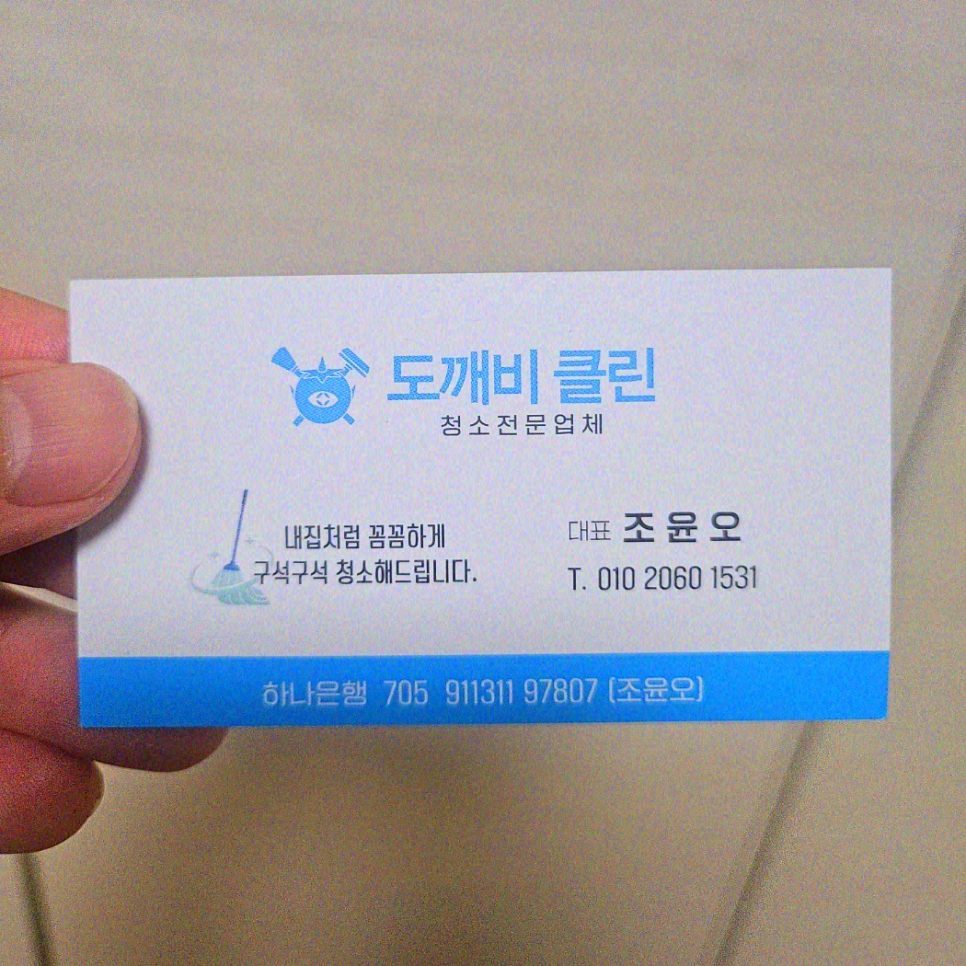 도깨비 클린
청소전문업체
내집처럼 꼼꼼하게
구석구석 청소해드립니다.
대표 조윤오
T. 010 2060 1531
하나은행 705 911311 97807 (조윤오)